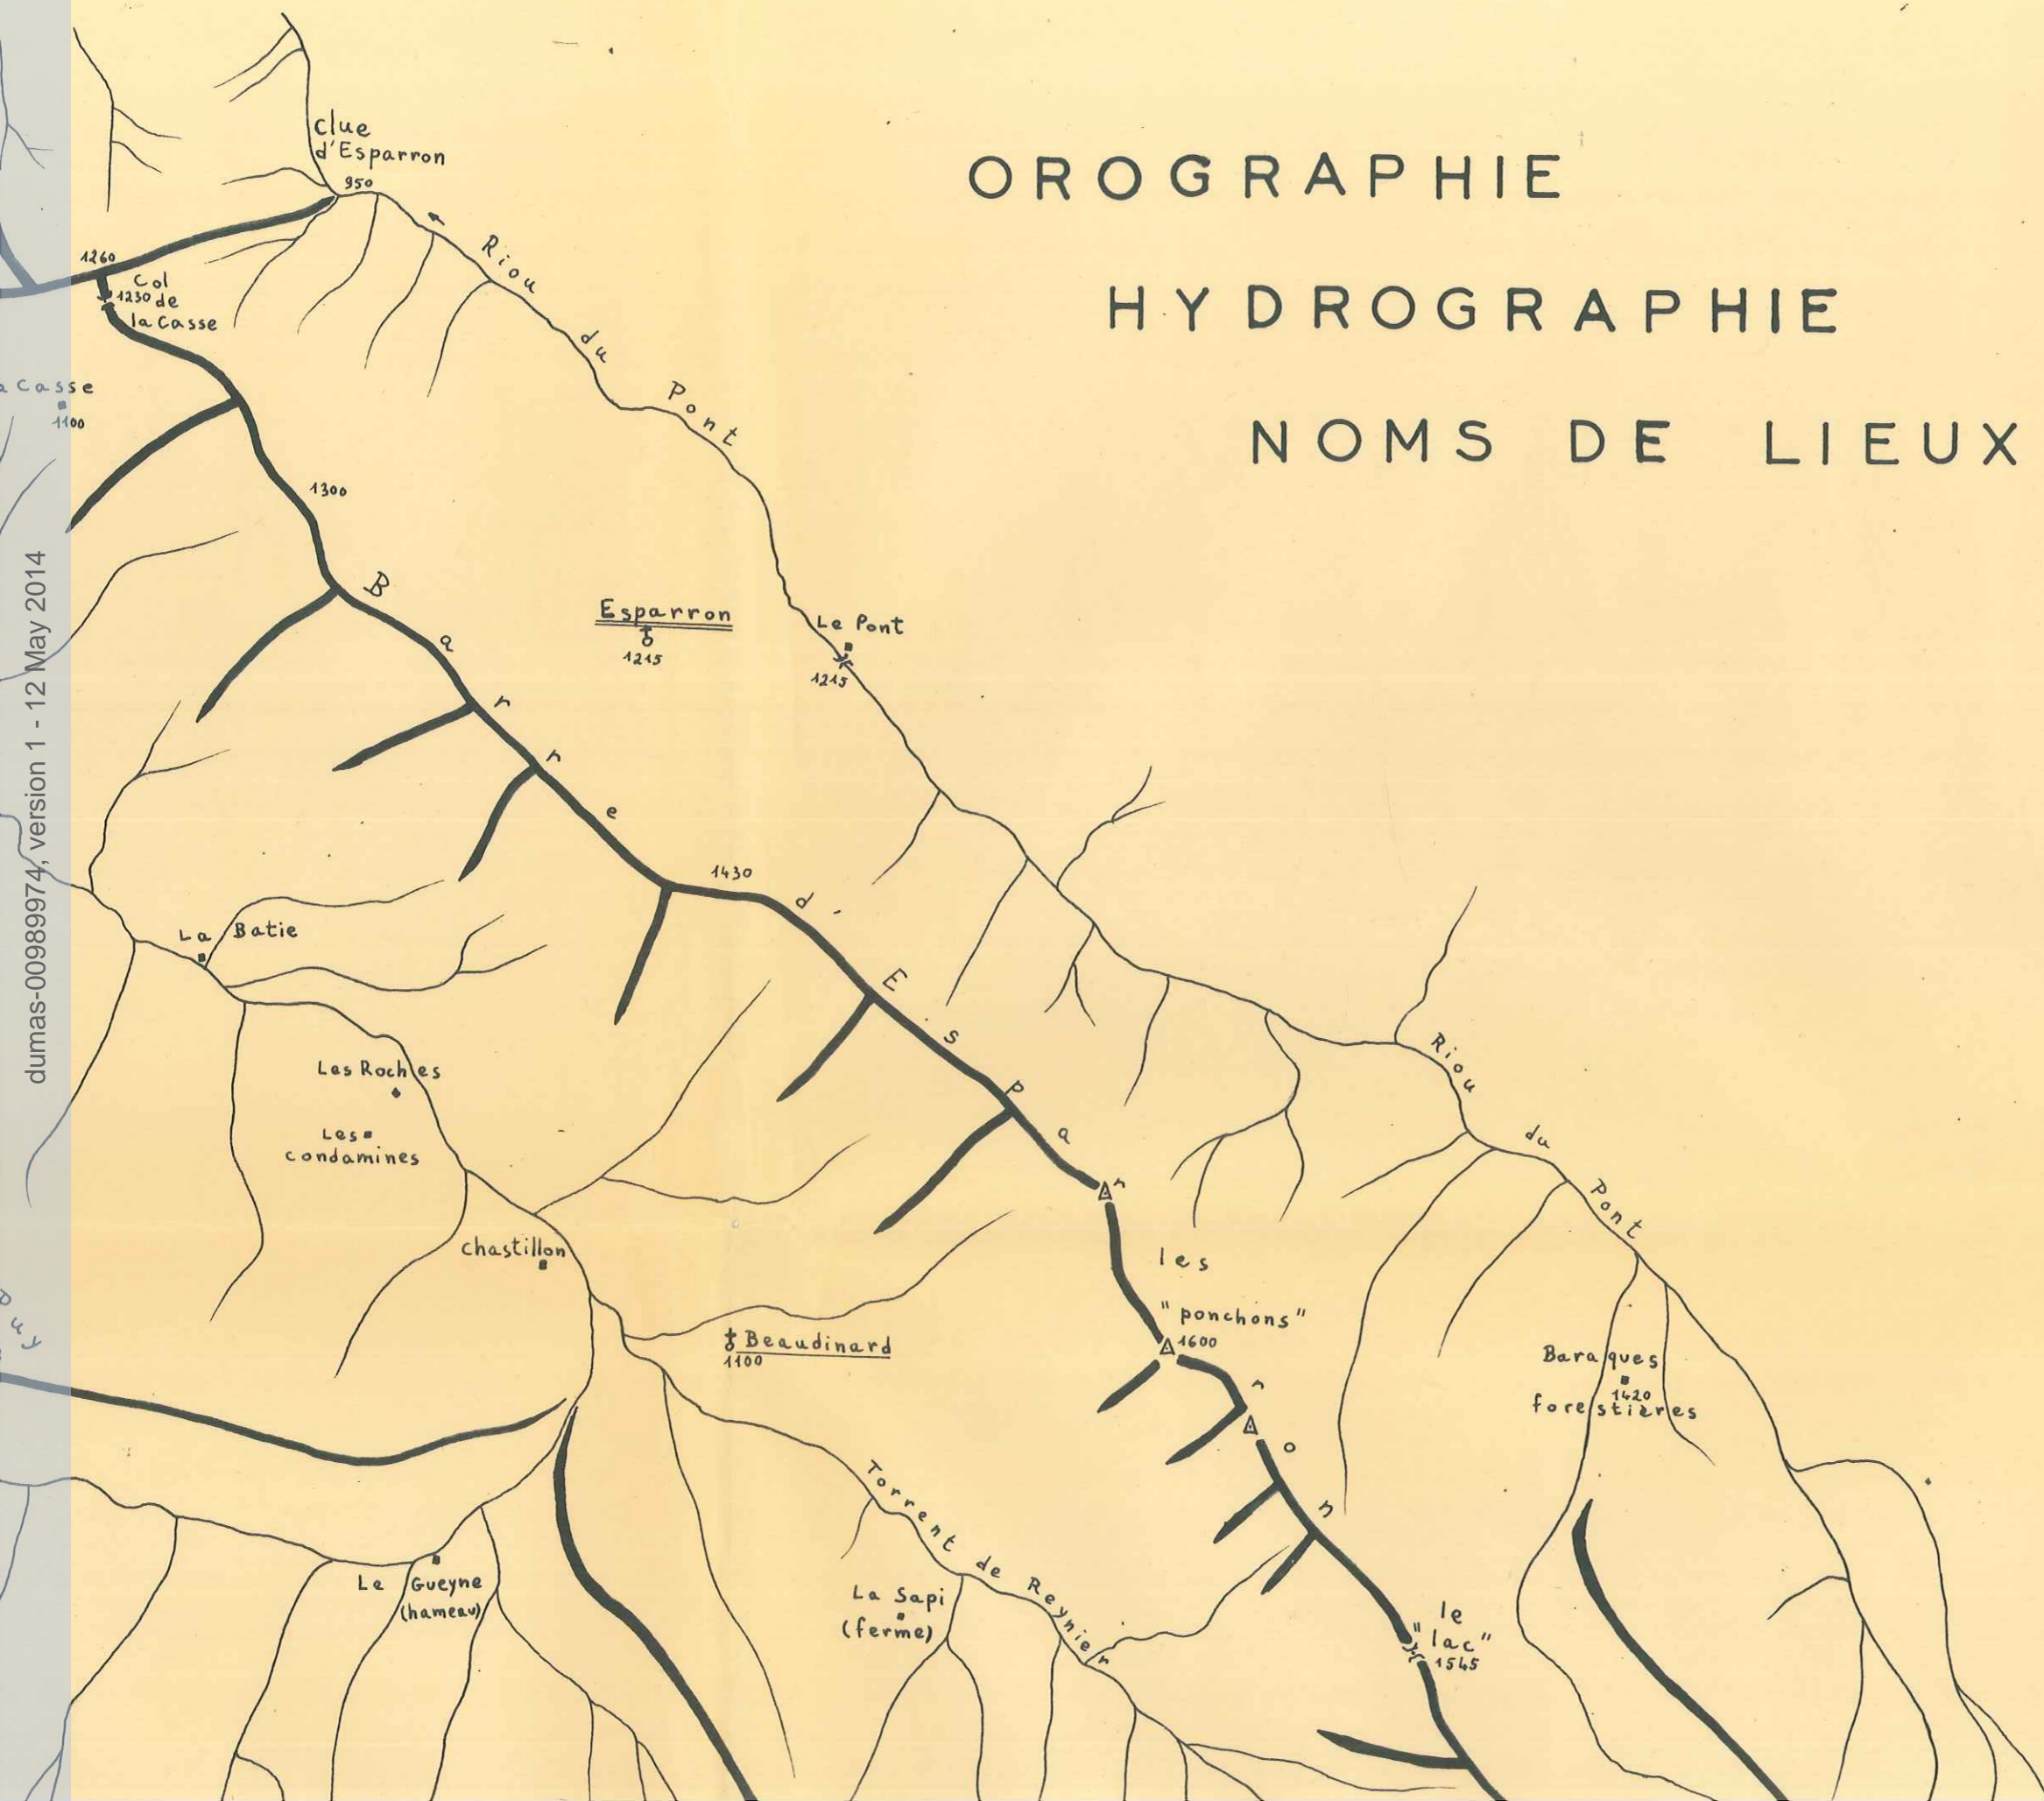 OROGRAPHIE
HYDROGRAPHIE
NOMS DE LIEUX
Clue
d'Esparron
950
Riou du Pont
1260
Col
1230 de
la Casse
a Casse
1100
1300
Barre d'Esparron
Esparron
1215
Le Pont
1215
1430
La Batie
Les Roches
Les
condamines
Chastillon
Riou du Pont
les
"ponchons"
1600
Beaudinard
1100
Baraques
1420
forestières
Puy
Torrent de Reynier
Le Gueyne
(hameau)
La Sapi
(ferme)
le
"lac"
1545
dumas-00989974, version 1 - 12 May 2014